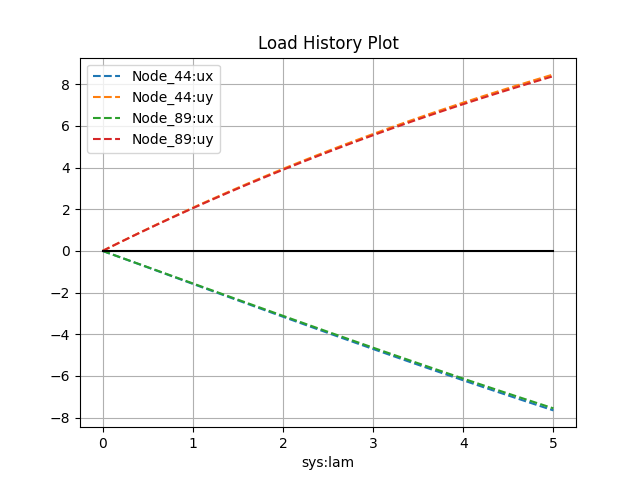 Load History Plot
Node_44:ux
Node_44:uy
Node_89:ux
Node_89:uy
8
6
4
2
0
−2
−4
−6
−8
0 1 2 3 4 5
sys:lam